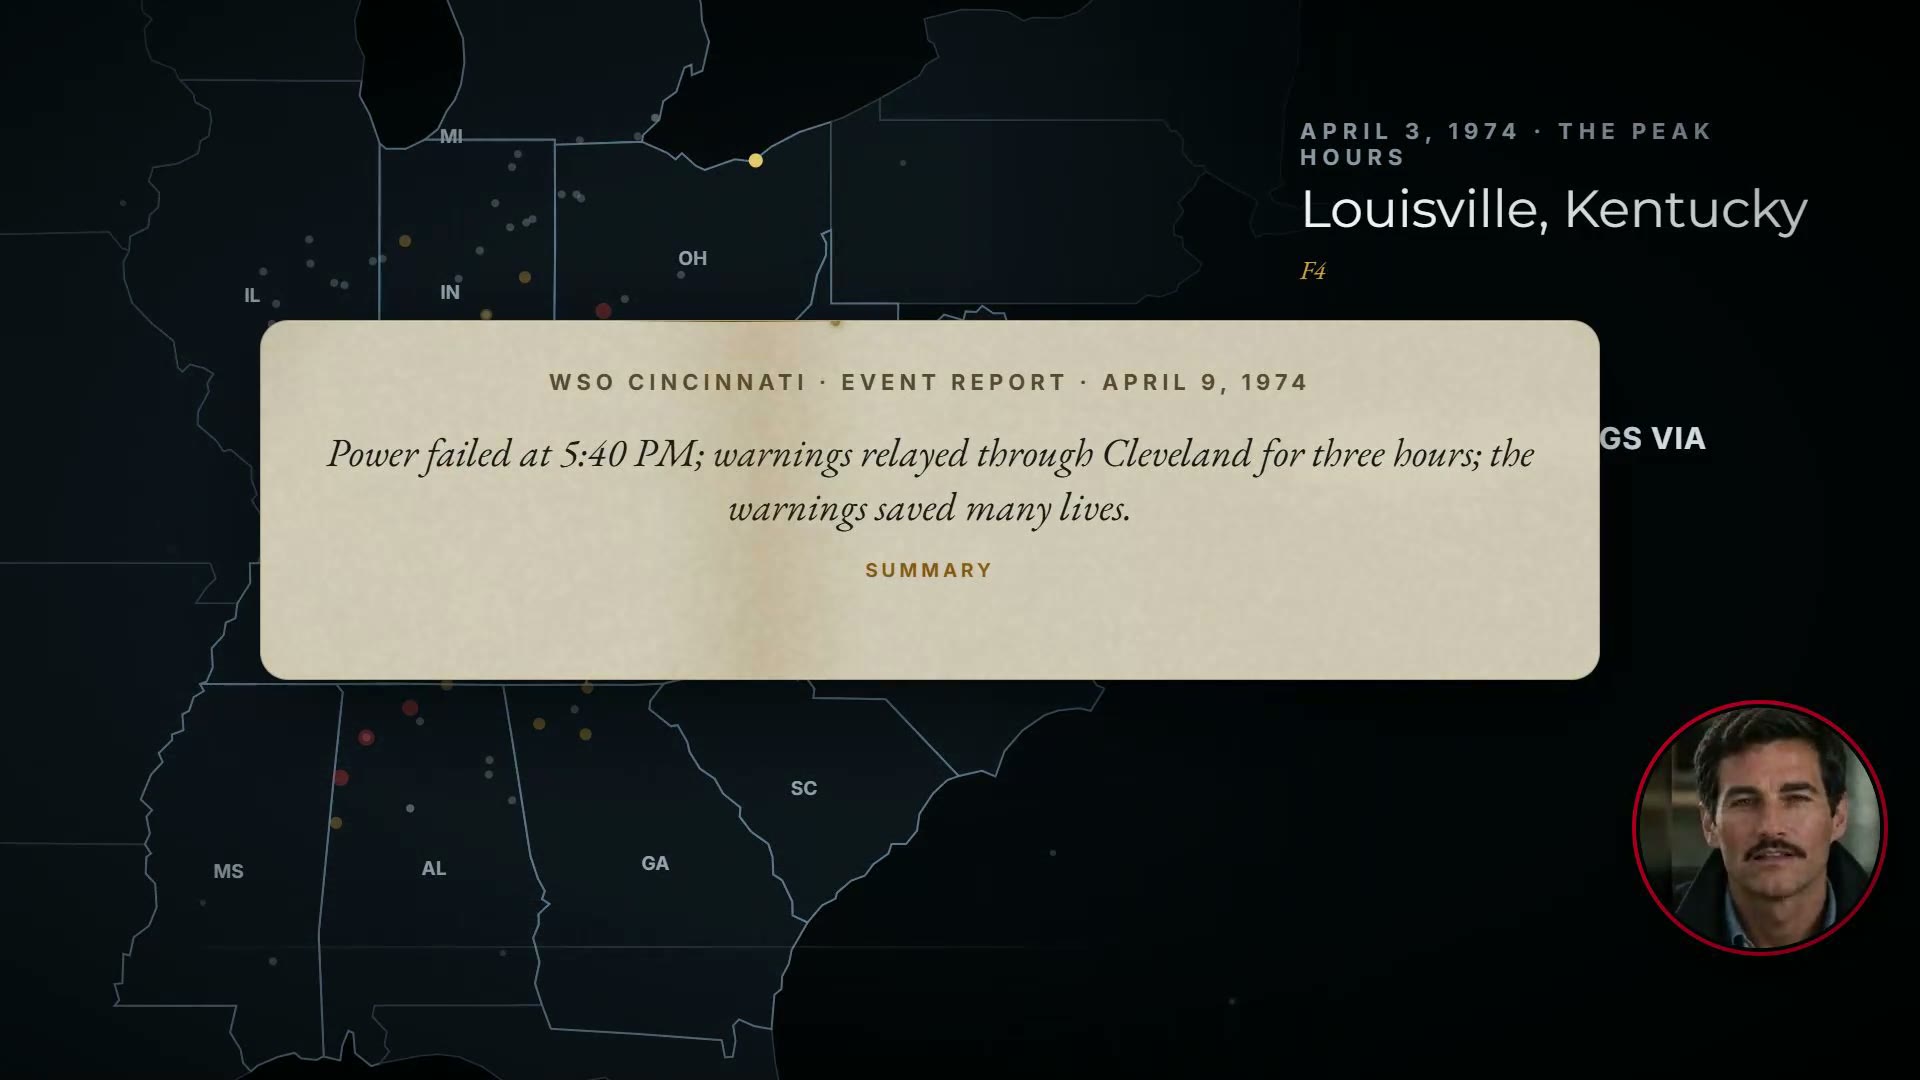 APRIL 3, 1974 · THE PEAK
HOURS
Louisville, Kentucky
F4
MI
OH
IN
IL
WSO CINCINNATI · EVENT REPORT · APRIL 9, 1974
Power failed at 5:40 PM; warnings relayed through Cleveland for three hours; the
warnings saved many lives.
SUMMARY
GS VIA
SC
GA
AL
MS